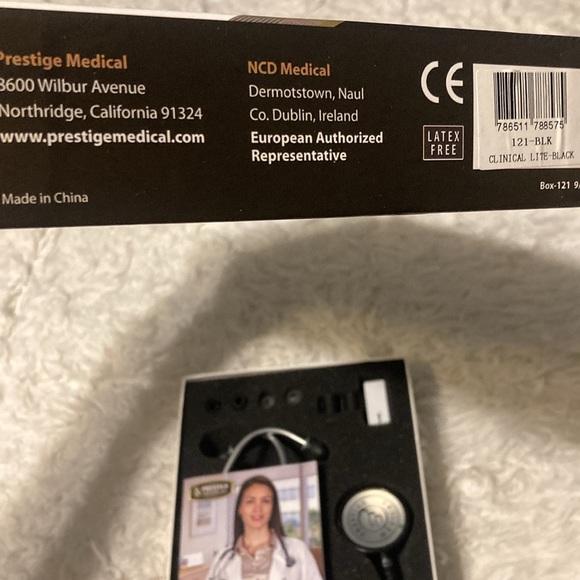 Prestige Medical
8600 Wilbur Avenue
Northridge, California 91324
www.prestigemedical.com
Made in China
NCD Medical
Dermotstown, Naul
Co. Dublin, Ireland
European Authorized
Representative
CE
LATEX
FREE
786511 788575
121-BLK
CLINICAL LITE-BLACK
Box-121 9/